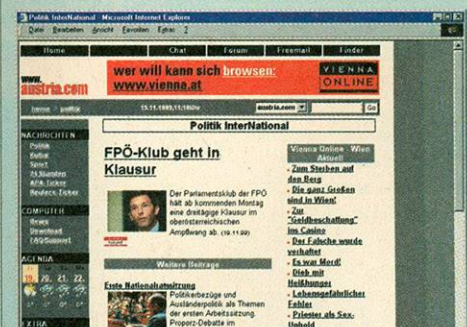 Politik InterNational - Microsoft Internet Explorer
Datei Bearbeiten Ansicht Favoriten Extras ?
Home Chat Forum Freemail Finder
www.
austria.com
wer will kann sich browsen:
www.vienna.at
VIENNA
ONLINE
home > politik
19.11.1999,11:
austria.com
Go
Politik InterNational
NACHRICHTEN
Politik
Kultur
Sport
24 Stunden
APA-Ticker
Reuters-Ticker
COMPUTER
News
Download
FAQ/Support
AGENDA
19. 20. 21. 22.
EXTRA
FPÖ-Klub geht in
Klausur
Der Parlamentsklub der FPÖ
hält ab kommenden Montag
eine dreitägige Klausur im
oberösterreichischen
Ampflwang ab. (19.11.99)
Weitere Beiträge
Erste Nationalratsitzung
Politikerbezüge und
Ausländerpolitik als Themen
der ersten Arbeitssitzung.
Proporz-Debatte im
Vienna Online - Wien
Aktuell
Zum Sterben auf
den Berg
Die ganz Großen
sind in Wien!
Zur
"Geldbeschaffung"
ins Casino
Der Falsche wurde
verhaftet
Es war Mord!
Dieb mit
Heißhunger
Lebensgefährlicher
Fehler
Priester als Sex-
Unhold